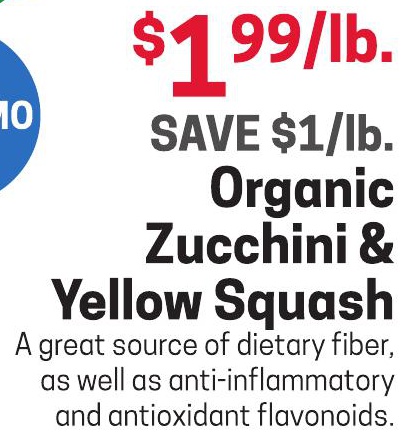 $1.99/lb.
SAVE $1/lb.
Organic
Zucchini &
Yellow Squash
A great source of dietary fiber,
as well as anti-inflammatory
and antioxidant flavonoids.